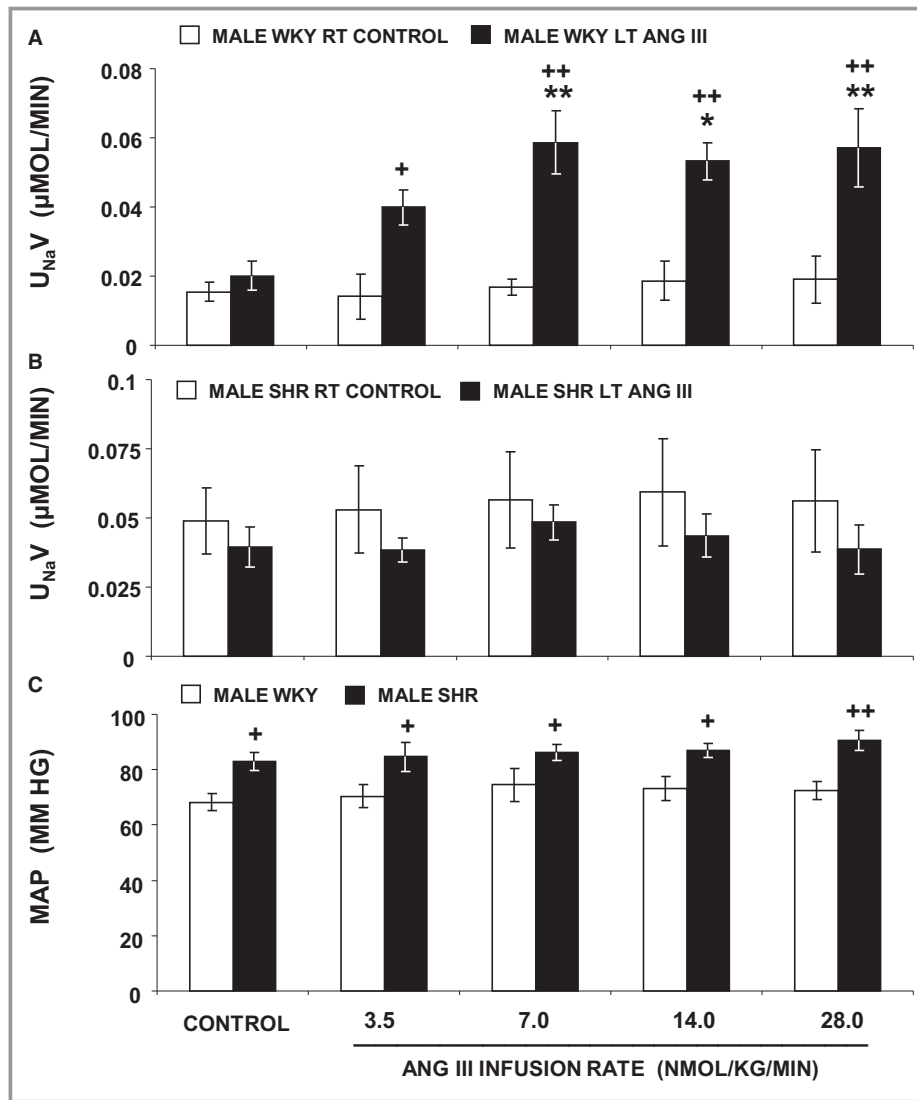 A
MALE WKY RT CONTROL MALE WKY LT ANG III
UNaV (µMOL/MIN)
0.08
0.06
0.04
0.02
0
+
++
**
++
*
++
**
B
MALE SHR RT CONTROL MALE SHR LT ANG III
UNaV (µMOL/MIN)
0.1
0.075
0.05
0.025
0
C
MALE WKY MALE SHR
MAP (MM HG)
100
80
60
40
20
0
+ + + + ++
CONTROL 3.5 7.0 14.0 28.0
ANG III INFUSION RATE (NMOL/KG/MIN)